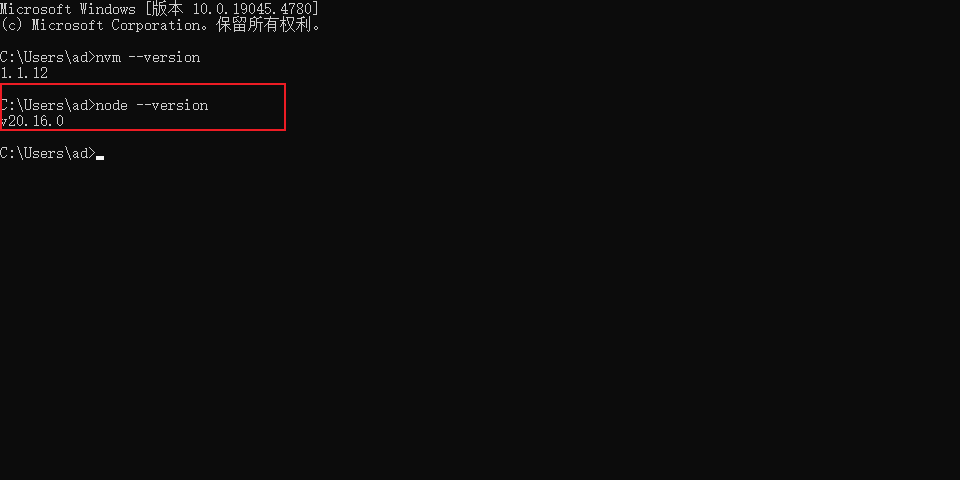 Microsoft Windows [版本 10.0.19045.4780]
(c) Microsoft Corporation。保留所有权利。
C:\Users\ad>nvm --version
1.1.12
C:\Users\ad>node --version
v20.16.0
C:\Users\ad>